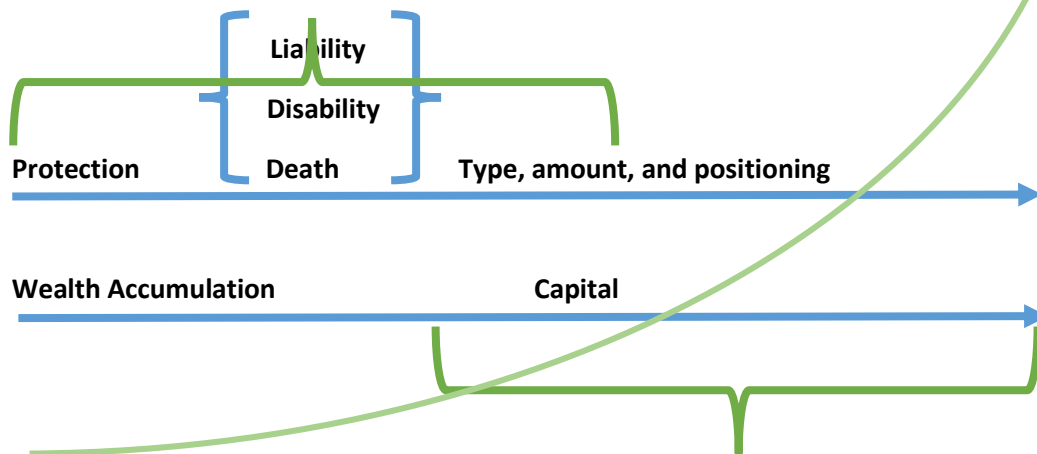 Liability
Disability
Protection Death Type, amount, and positioning
Wealth Accumulation Capital